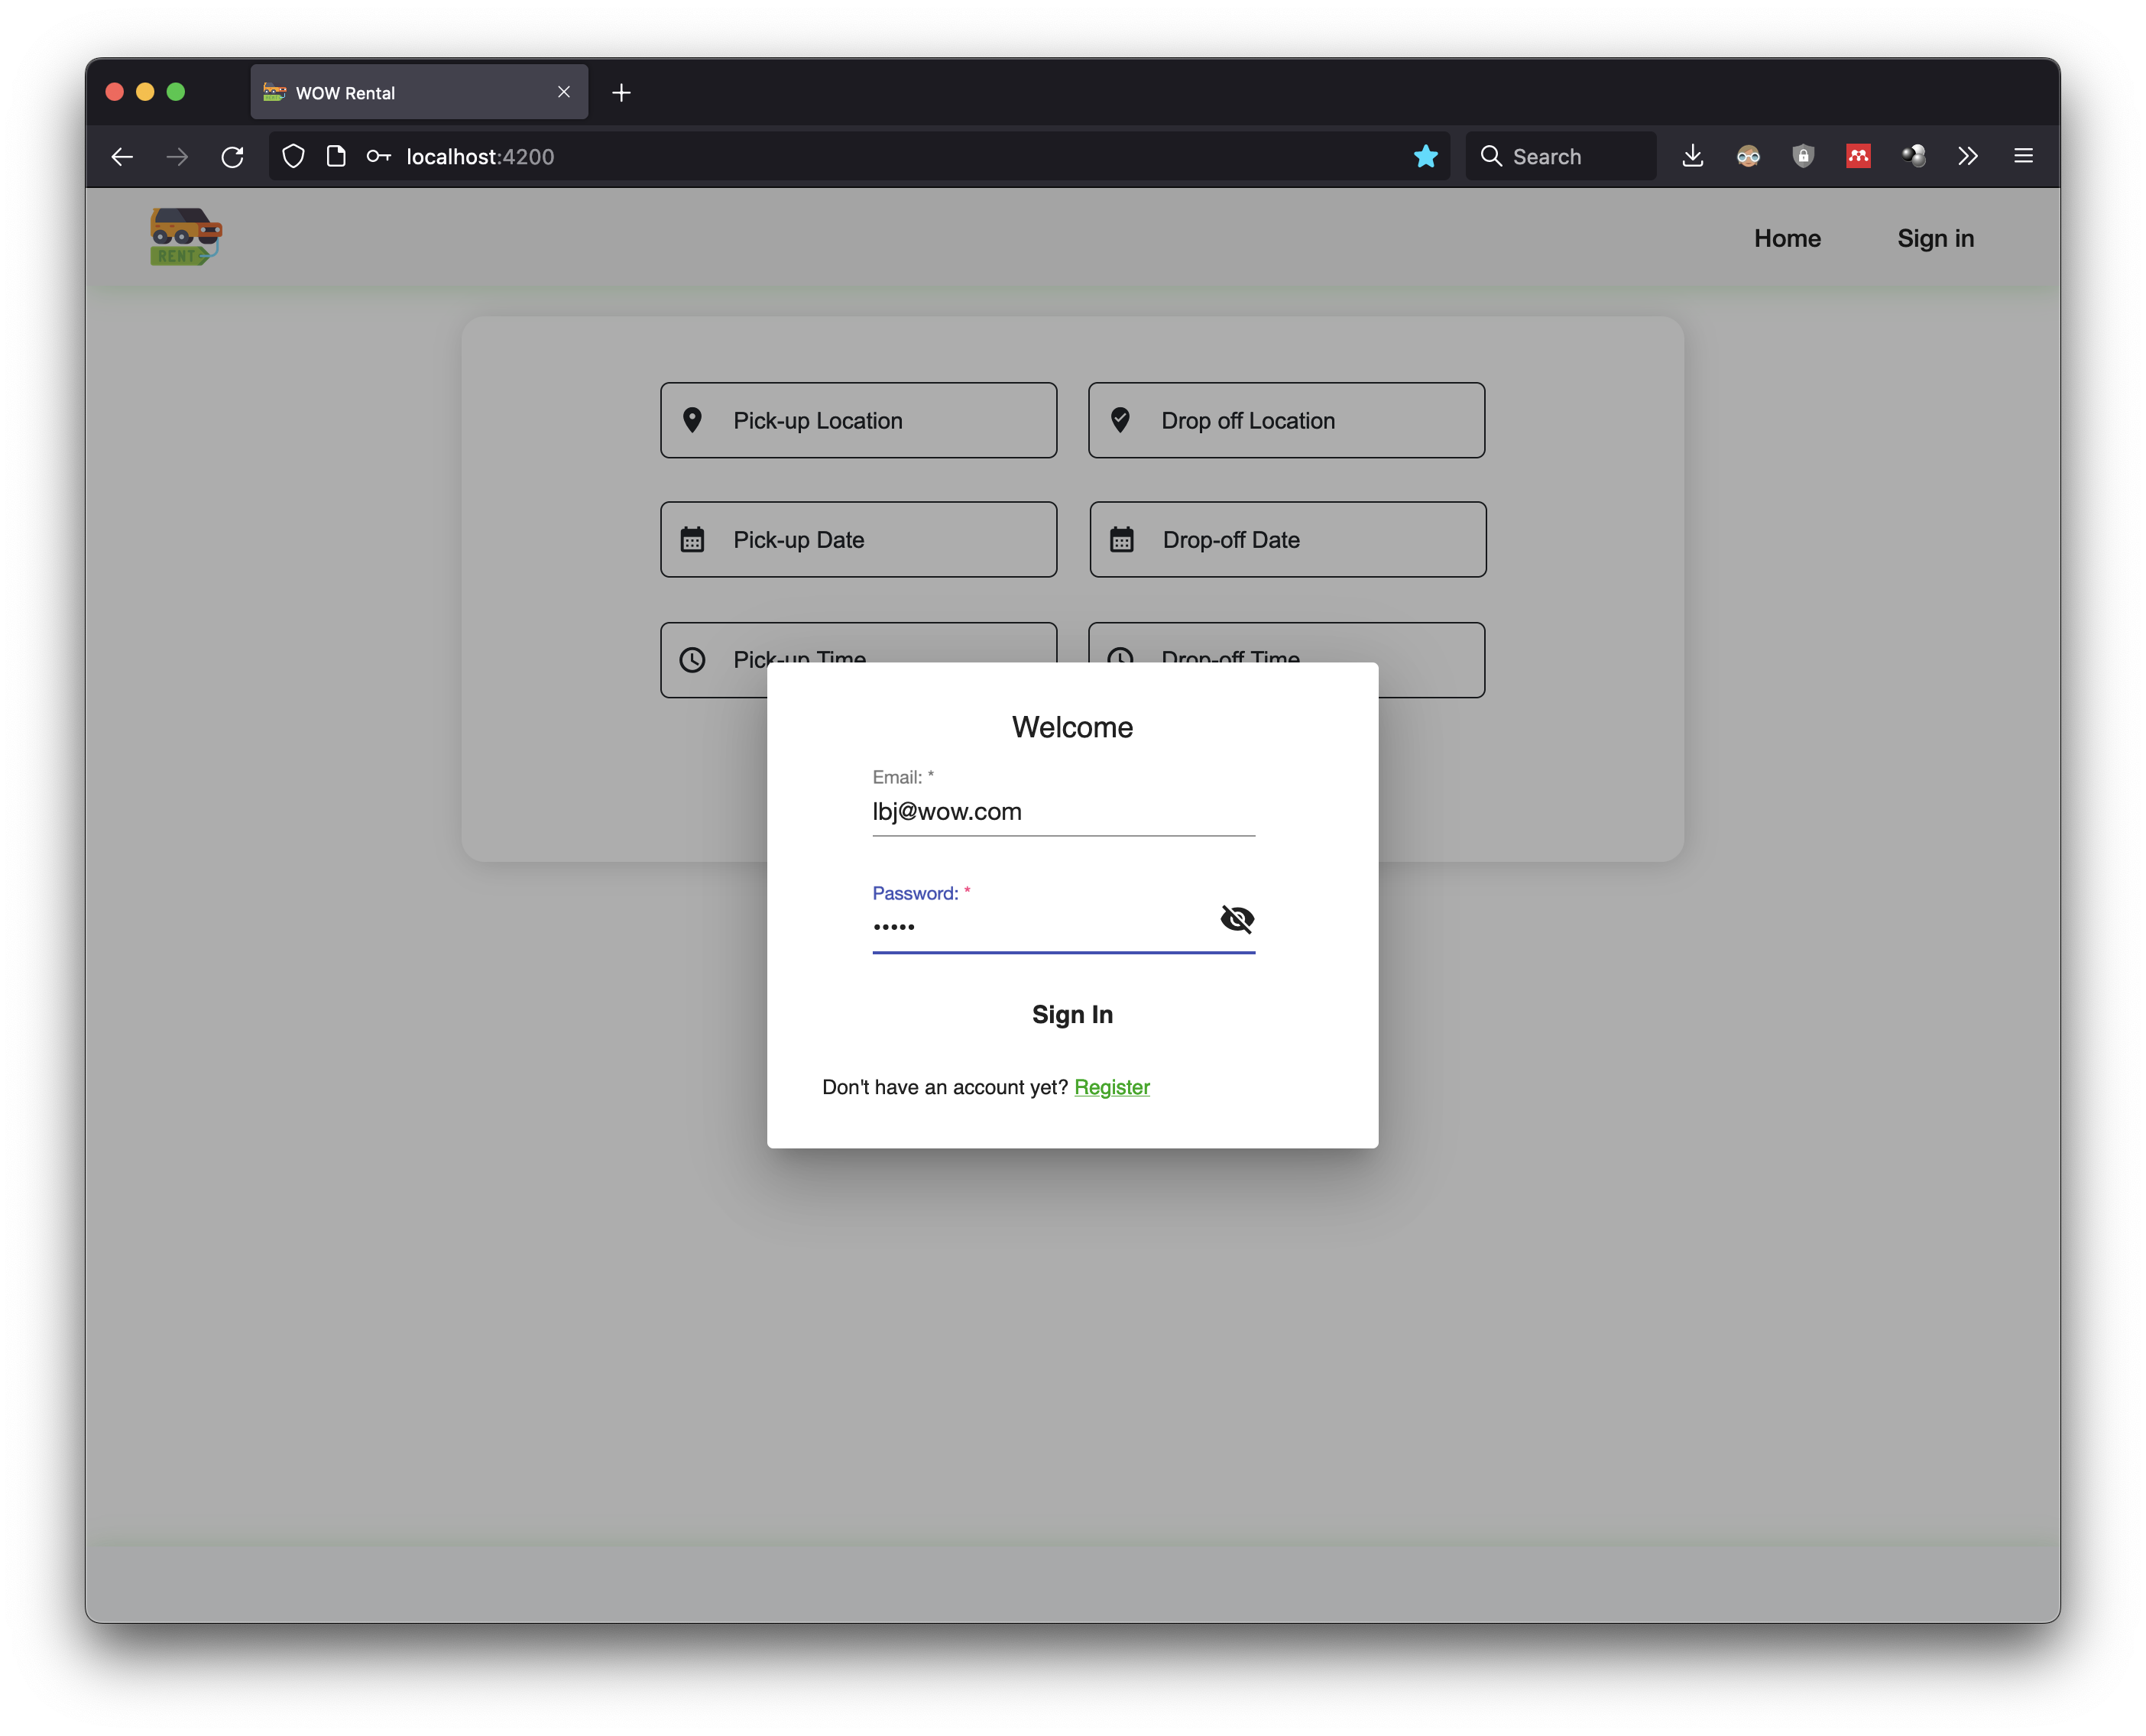 WOW Rental
localhost:4200
Search
RENT
Home
Sign in
Pick-up Location
Drop off Location
Pick-up Date
Drop-off Date
Pick-up Time
Drop-off Time
Welcome
Email: *
lbj@wow.com
Password: *
•••••
Sign In
Don't have an account yet? Register